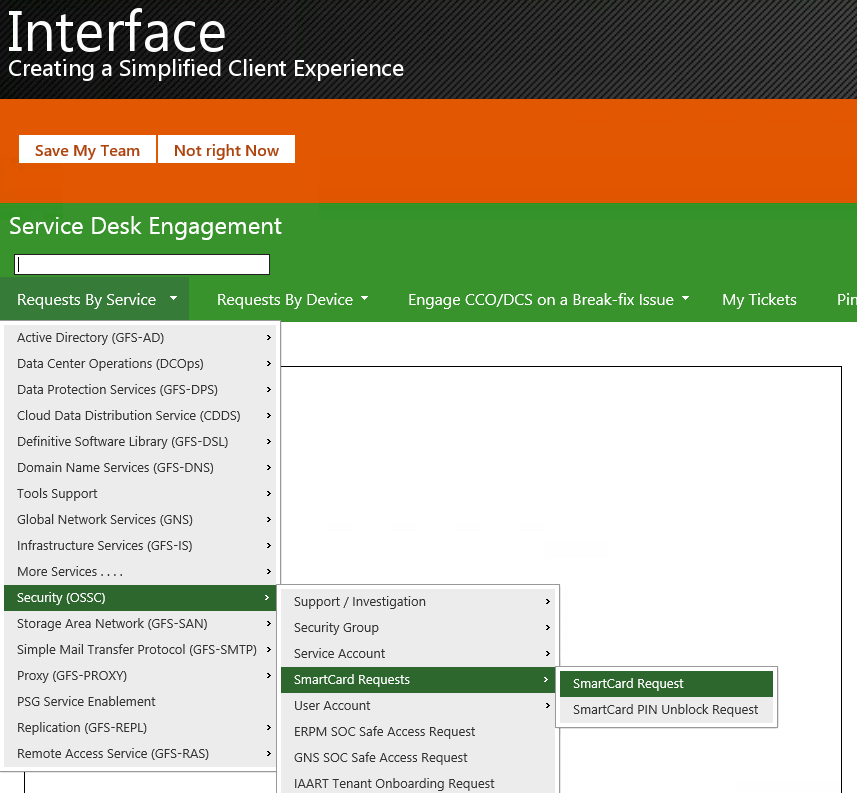 Interface
Creating a Simplified Client Experience
Save My Team
Not right Now
Service Desk Engagement
Requests By Service
Requests By Device
Engage CCO/DCS on a Break-fix Issue
My Tickets
Active Directory (GFS-AD)
Data Center Operations (DCOps)
Data Protection Services (GFS-DPS)
Cloud Data Distribution Service (CDDS)
Definitive Software Library (GFS-DSL)
Domain Name Services (GFS-DNS)
Tools Support
Global Network Services (GNS)
Infrastructure Services (GFS-IS)
More Services . . . .
Security (OSSC)
Storage Area Network (GFS-SAN)
Simple Mail Transfer Protocol (GFS-SMTP)
Proxy (GFS-PROXY)
PSG Service Enablement
Replication (GFS-REPL)
Remote Access Service (GFS-RAS)
Support / Investigation
Security Group
Service Account
SmartCard Requests
User Account
ERPM SOC Safe Access Request
GNS SOC Safe Access Request
IAART Tenant Onboarding Request
SmartCard Request
SmartCard PIN Unblock Request